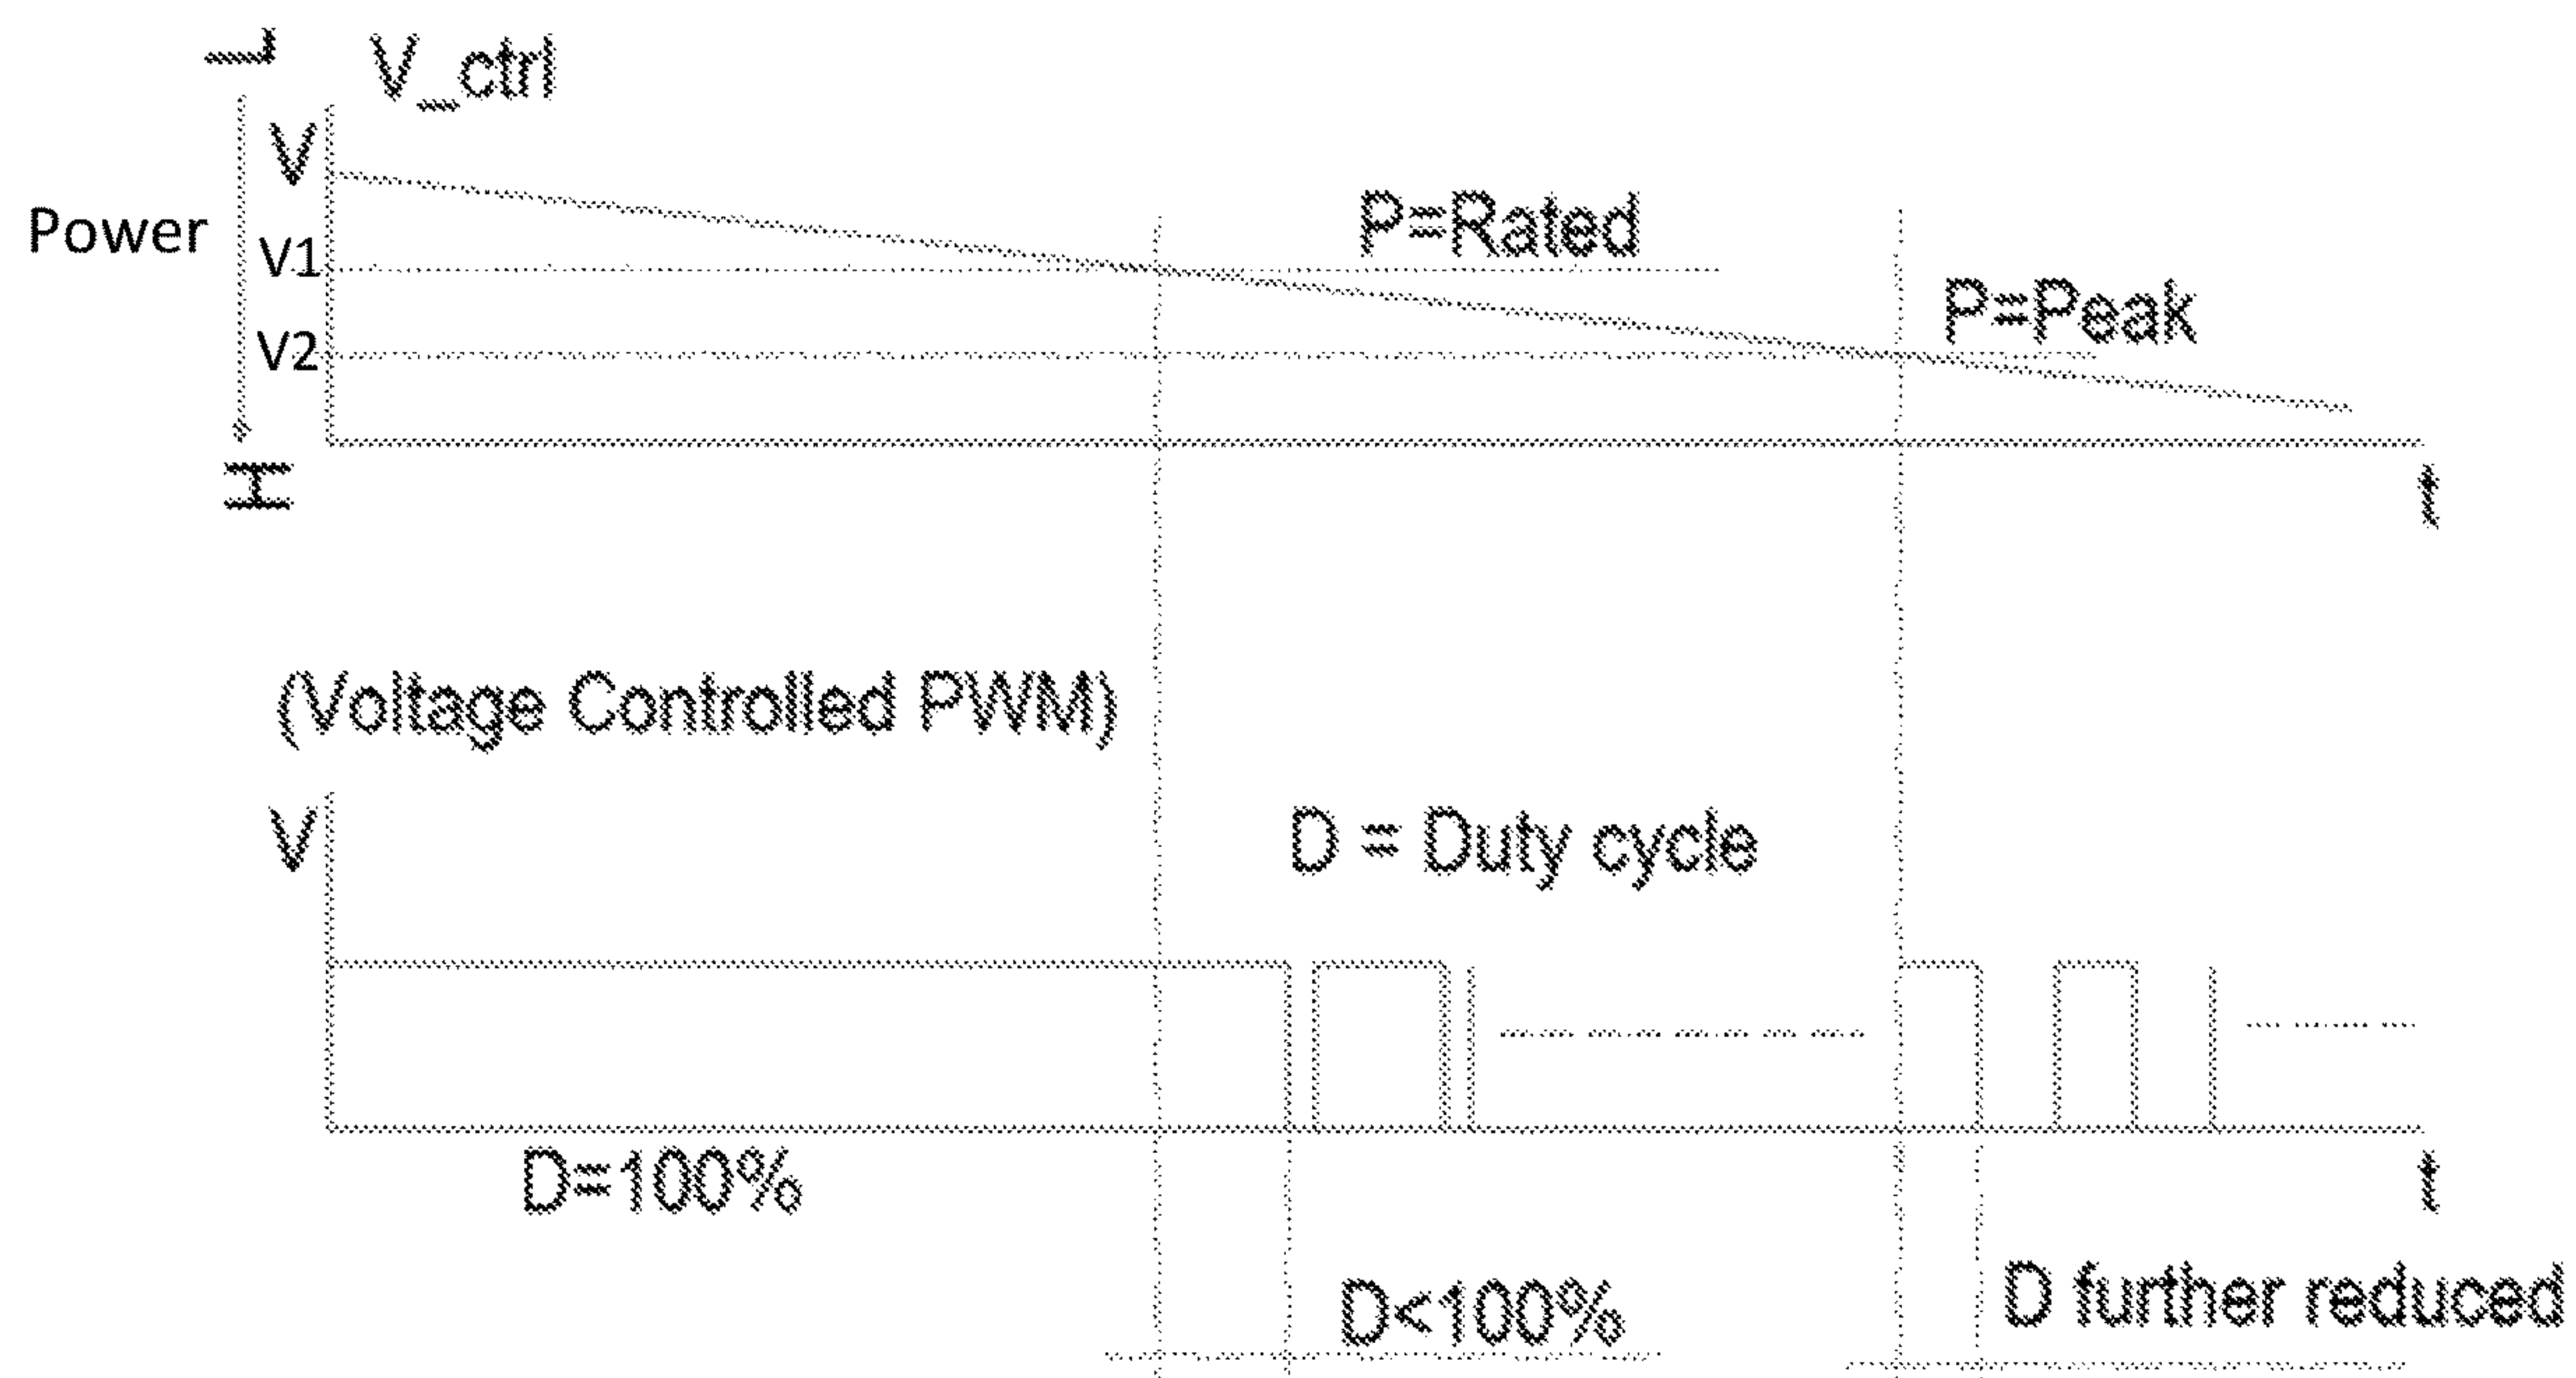 L
V_ctrl
V
Power
V1
P=Rated
V2
P=Peak
H
t
(Voltage Controlled PWM)
V
D = Duty cycle
D=100%
t
D<100%
D further reduced